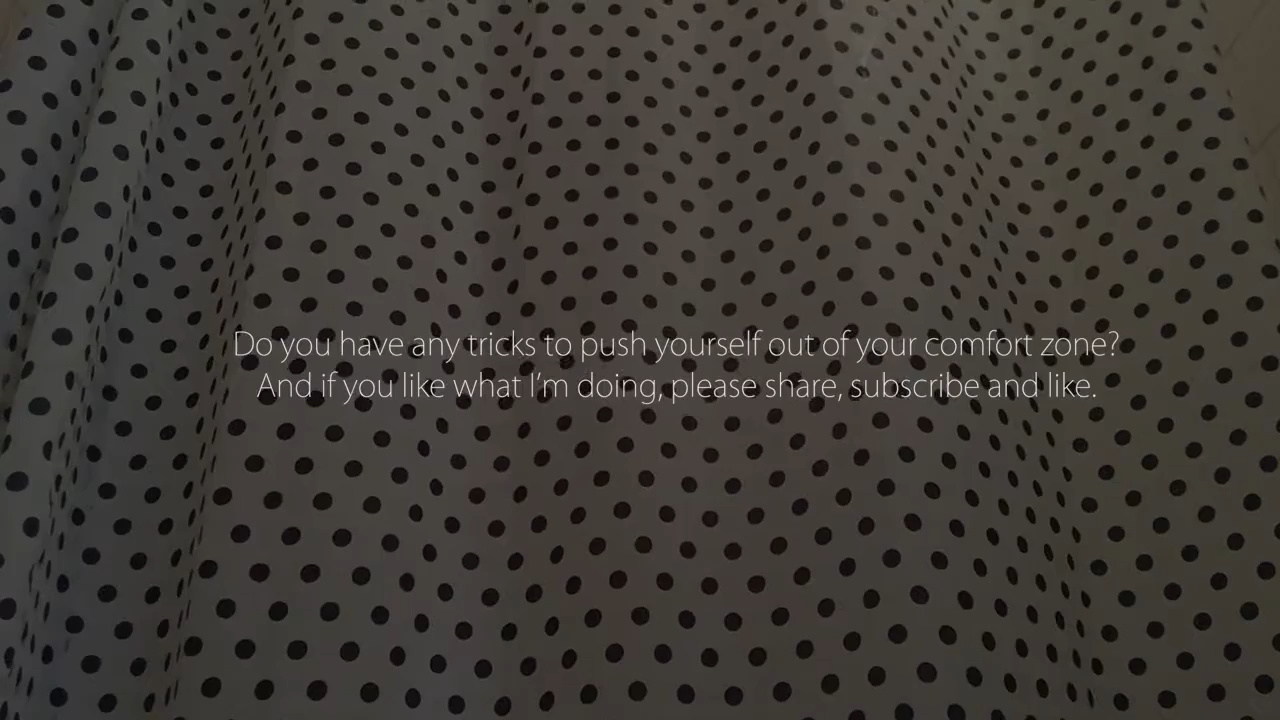 Do you have any tricks to push yourself out of your comfort zone?
And if you like what I'm doing, please share, subscribe and like.